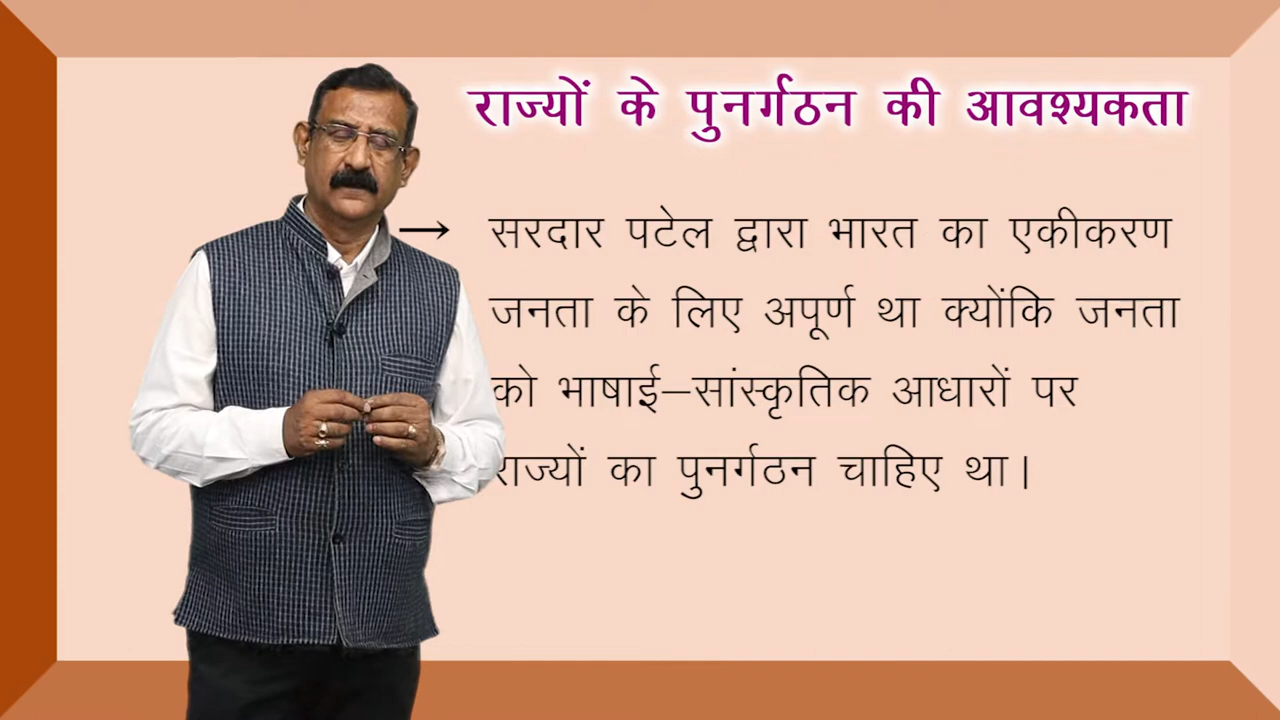 राज्यों के पुनर्गठन की आवश्यकता
→ सरदार पटेल द्वारा भारत का एकीकरण
जनता के लिए अपूर्ण था क्योंकि जनता
को भाषाई–सांस्कृतिक आधारों पर
राज्यों का पुनर्गठन चाहिए था।